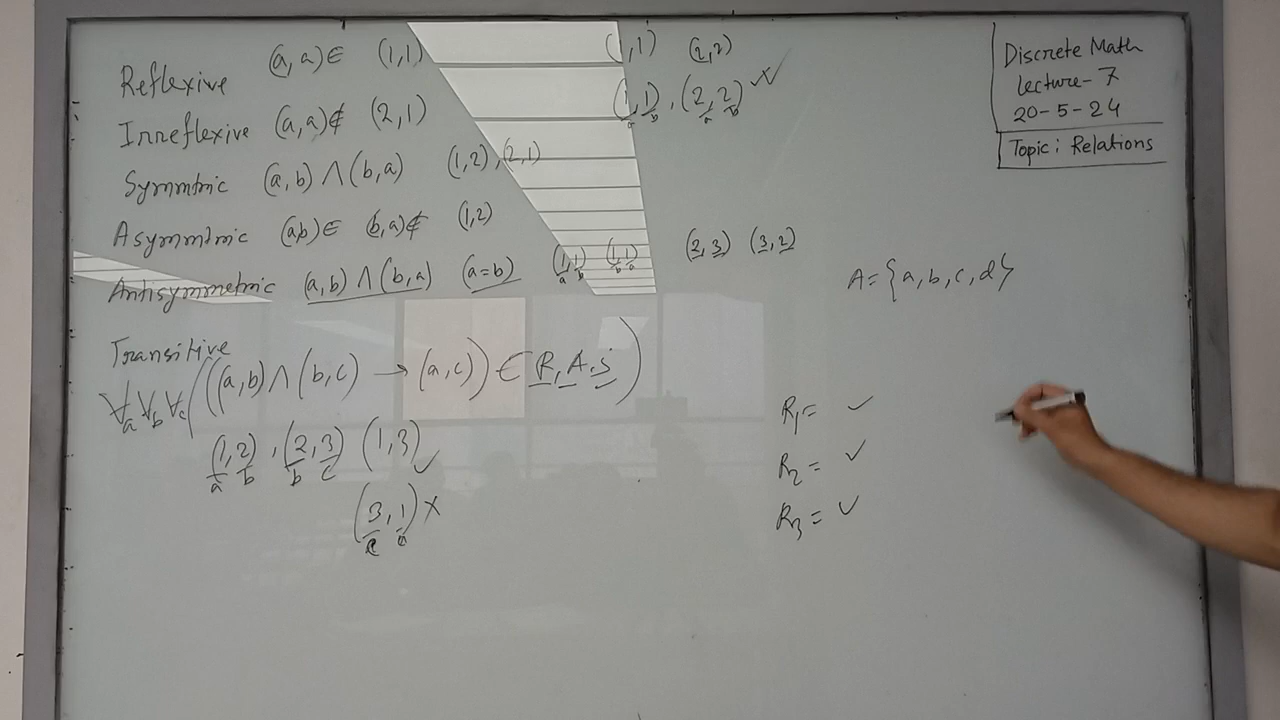 Reflexive (a,a)∈ (1,1) (1,1) (2,2)
Irreflexive (a,a)∉ (2,1) (1,1), (2,2) ✓
a b a b
Symmtric (a,b) ∧ (b,a) (1,2), (2,1)
Asymmtric (a,b)∈ (b,a)∉ (1,2)
Antisymmetric (a,b) ∧ (b,a) (a=b) (1,1) (1,1) (2,3) (3,2)
a b b a
Transitive
∀a ∀b ∀c (((a,b) ∧ (b,c) → (a,c)) ∈ R, A, S)
(1,2), (2,3) (1,3) ✓
a b b c
(3,1) ×
c a
Discrete Math
lecture-7
20-5-24
Topic: Relations
A={a,b,c,d}
R1= ✓
R2= ✓
R3= ✓